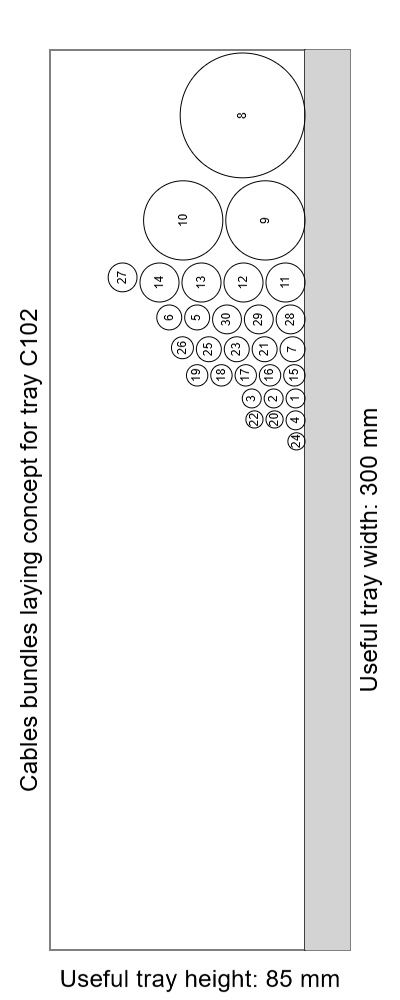 Cables bundles laying concept for tray C102
8
10 9
27 14 13 12 11
6 5 30 29 28
26 25 23 21 7
19 18 17 16 15
3 2 1
22 20 4
24
Useful tray width: 300 mm
Useful tray height: 85 mm